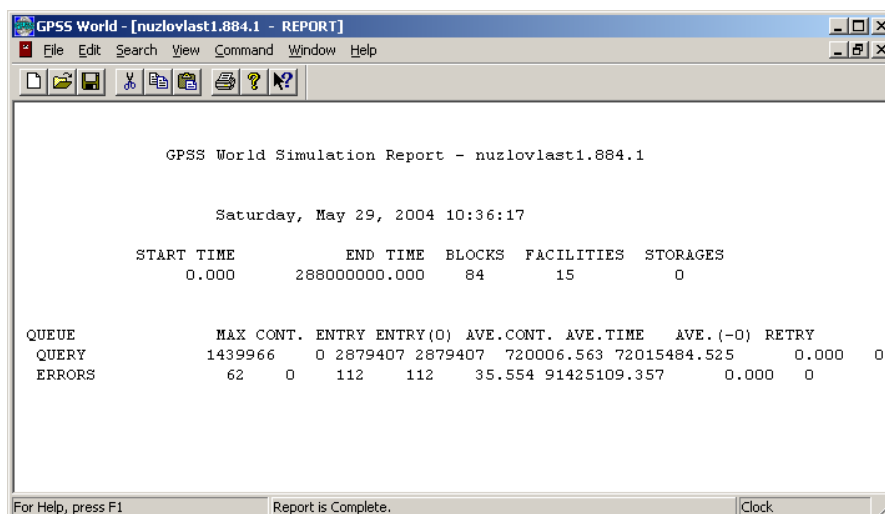 GPSS World - [nuzlovlast1.884.1 - REPORT]
File Edit Search View Command Window Help
GPSS World Simulation Report - nuzlovlast1.884.1
Saturday, May 29, 2004 10:36:17
START TIME END TIME BLOCKS FACILITIES STORAGES
0.000 288000000.000 84 15 0
QUEUE MAX CONT. ENTRY ENTRY(0) AVE.CONT. AVE.TIME AVE.(-0) RETRY
QUERY 1439966 0 2879407 2879407 720006.563 72015484.525 0.000 0
ERRORS 62 0 112 112 35.554 91425109.357 0.000 0
For Help, press F1 Report is Complete. Clock